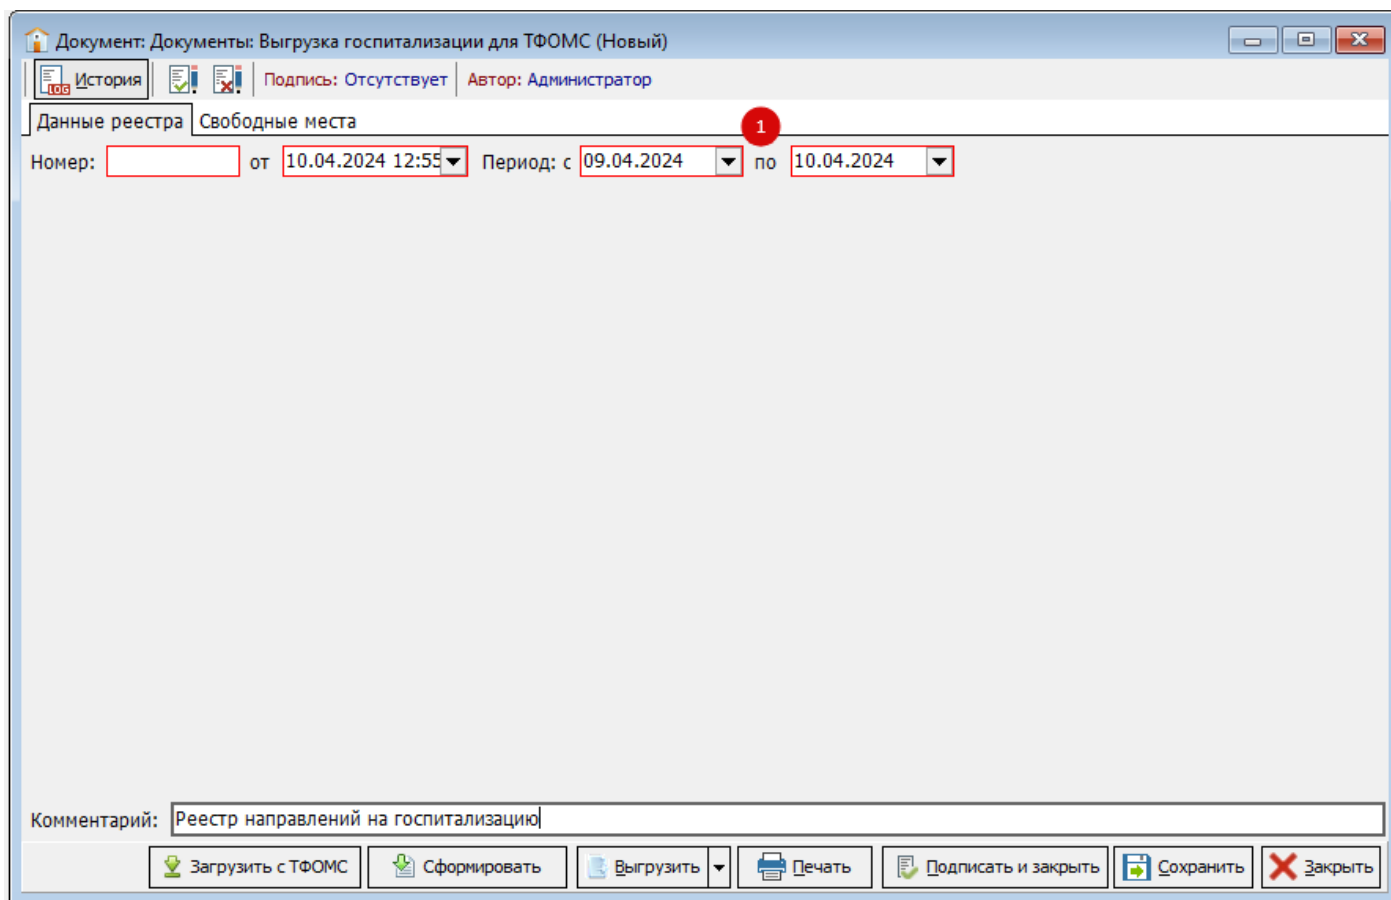 Документ: Документы: Выгрузка госпитализации для ТФОМС (Новый)
LOG История Подпись: Отсутствует Автор: Администратор
Данные реестра Свободные места 1
Номер: от 10.04.2024 12:55 Период: с 09.04.2024 по 10.04.2024
Комментарий: Реестр направлений на госпитализацию
Загрузить с ТФОМС Сформировать Выгрузить Печать Подписать и закрыть Сохранить Закрыть